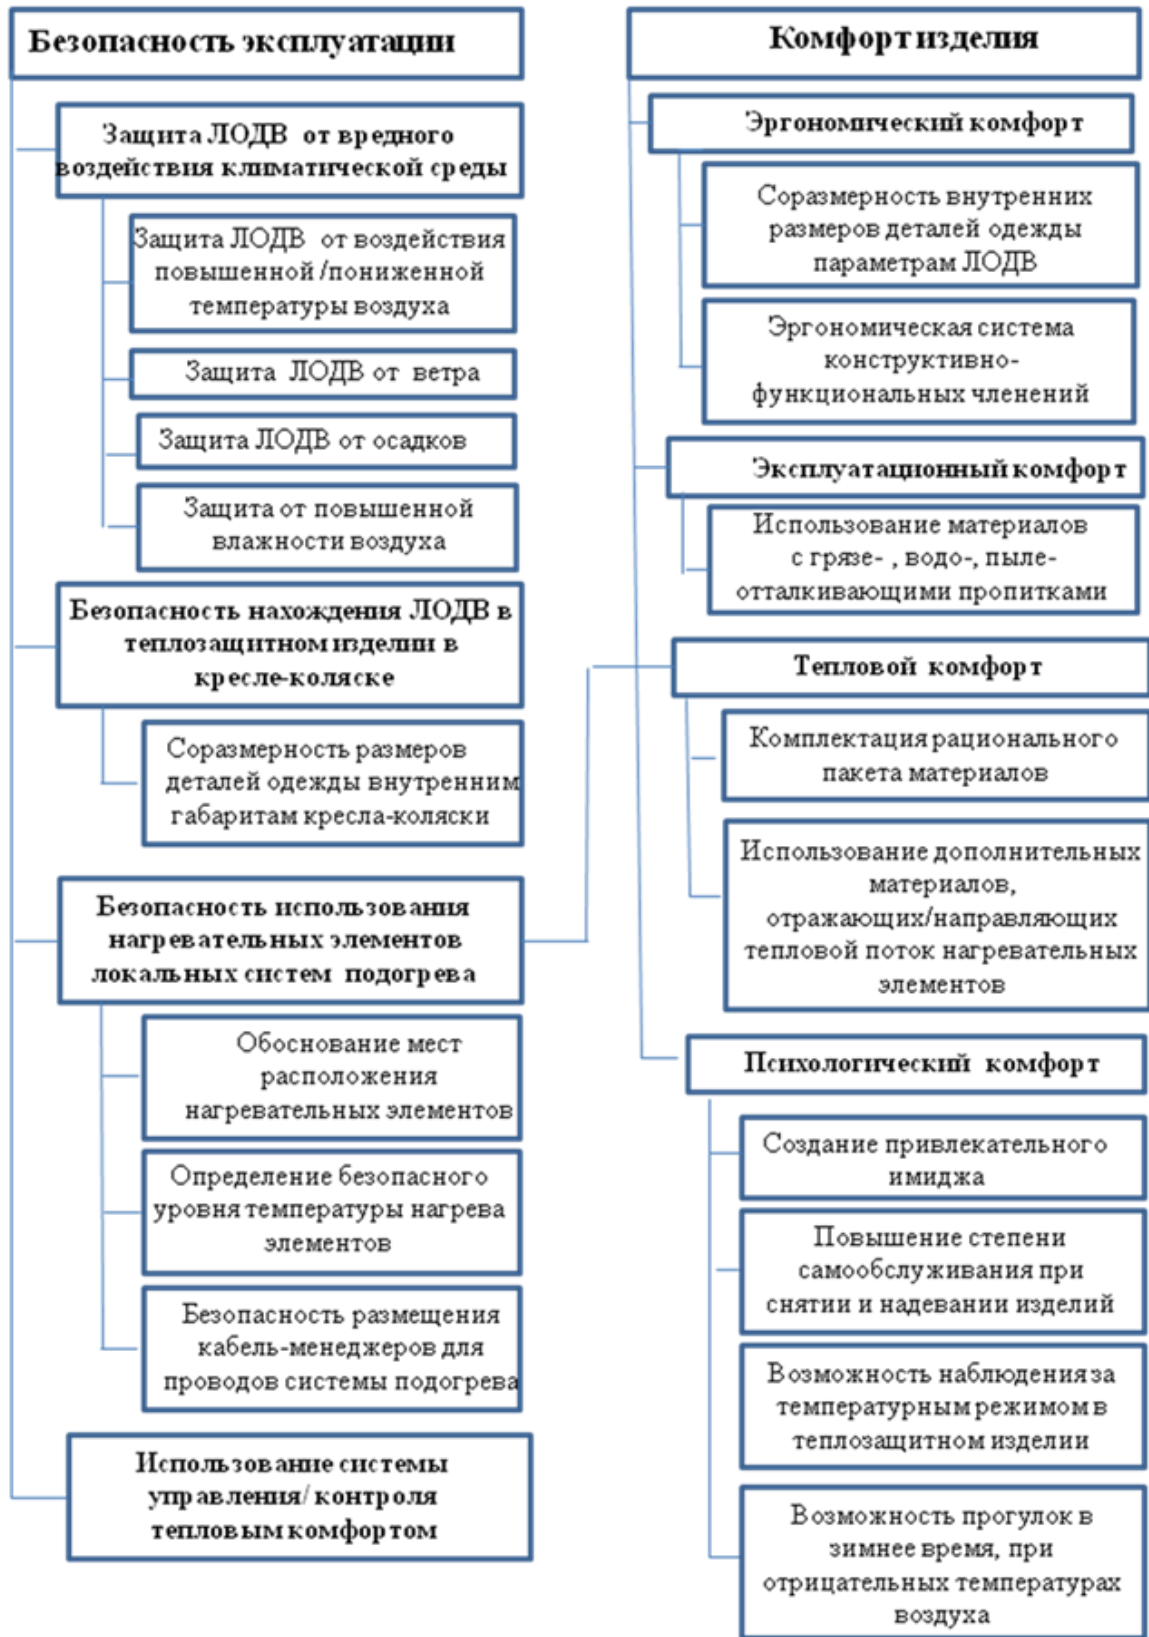 Безопасность эксплуатации
Защита ЛОДВ от вредного
воздействия климатической среды
Защита ЛОДВ от воздействия
повышенной /пониженной
температуры воздуха
Защита ЛОДВ от ветра
Защита ЛОДВ от осадков
Защита от повышенной
влажности воздуха
Безопасность нахождения ЛОДВ в
теплозащитном изделии в
кресле-коляске
Соразмерность размеров
деталей одежды внутренним
габаритам кресла-коляски
Безопасность использования
нагревательных элементов
локальных систем подогрева
Обоснование мест
расположения
нагревательных элементов
Определение безопасного
уровня температуры нагрева
элементов
Безопасность размещения
кабель-менеджеров для
проводов системы подогрева
Использование системы
управления/ контроля
тепловым комфортом
Комфорт изделия
Эргономический комфорт
Соразмерность внутренних
размеров деталей одежды
параметрам ЛОДВ
Эргономическая система
конструктивно-
функциональных членений
Эксплуатационный комфорт
Использование материалов
с грязе- , водо-, пыле-
отталкивающими пропитками
Тепловой комфорт
Комплектация рационального
пакета материалов
Использование дополнительных
материалов,
отражающих/направляющих
тепловой поток нагревательных
элементов
Психологический комфорт
Создание привлекательного
имиджа
Повышение степени
самообслуживания при
снятии и надевании изделий
Возможность наблюдения за
температурным режимом в
теплозащитном изделии
Возможность прогулок в
зимнее время, при
отрицательных температурах
воздуха